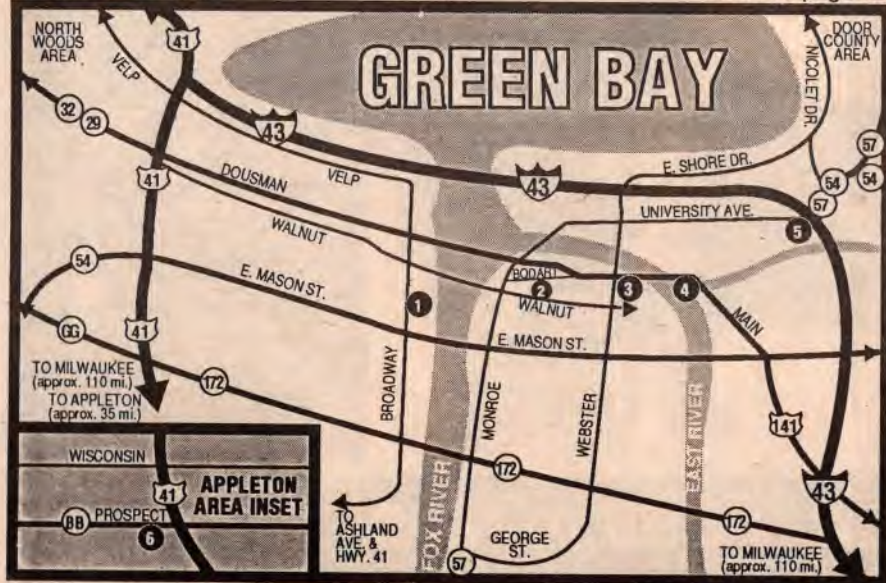 NORTH
WOODS
AREA
41
VELP
GREEN BAY
DOOR
COUNTY
AREA
NICOLET DR.
32
29
43
57
54
54
57
E. SHORE DR.
41
DOUSMAN
VELP
43
UNIVERSITY AVE.
5
WALNUT
54
E. MASON ST.
BODART
1
2
3
4
WALNUT
MAIN
GG
41
E. MASON ST.
TO MILWAUKEE
(approx. 110 mi.)
TO APPLETON
(approx. 35 mi.)
172
BROADWAY
MONROE
WEBSTER
141
WISCONSIN
41
APPLETON
AREA INSET
BB
PROSPECT
6
FOX RIVER
EAST RIVER
172
43
172
TO
ASHLAND
AVE. &
HWY. 41
GEORGE
ST.
57
TO MILWAUKEE
(approx. 110 mi.)